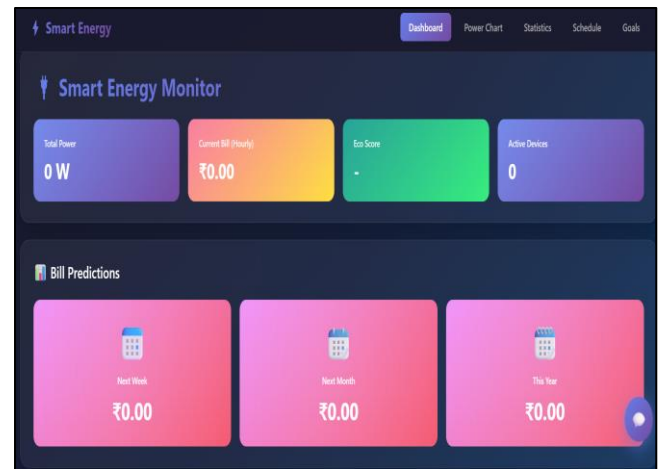 Smart Energy
Dashboard Power Chart Statistics Schedule Goals
Smart Energy Monitor
Total Power Current Bill (Hourly) Eco Score Active Devices
0 W ₹0.00 - 0
Bill Predictions
Next Week Next Month This Year
₹0.00 ₹0.00 ₹0.00